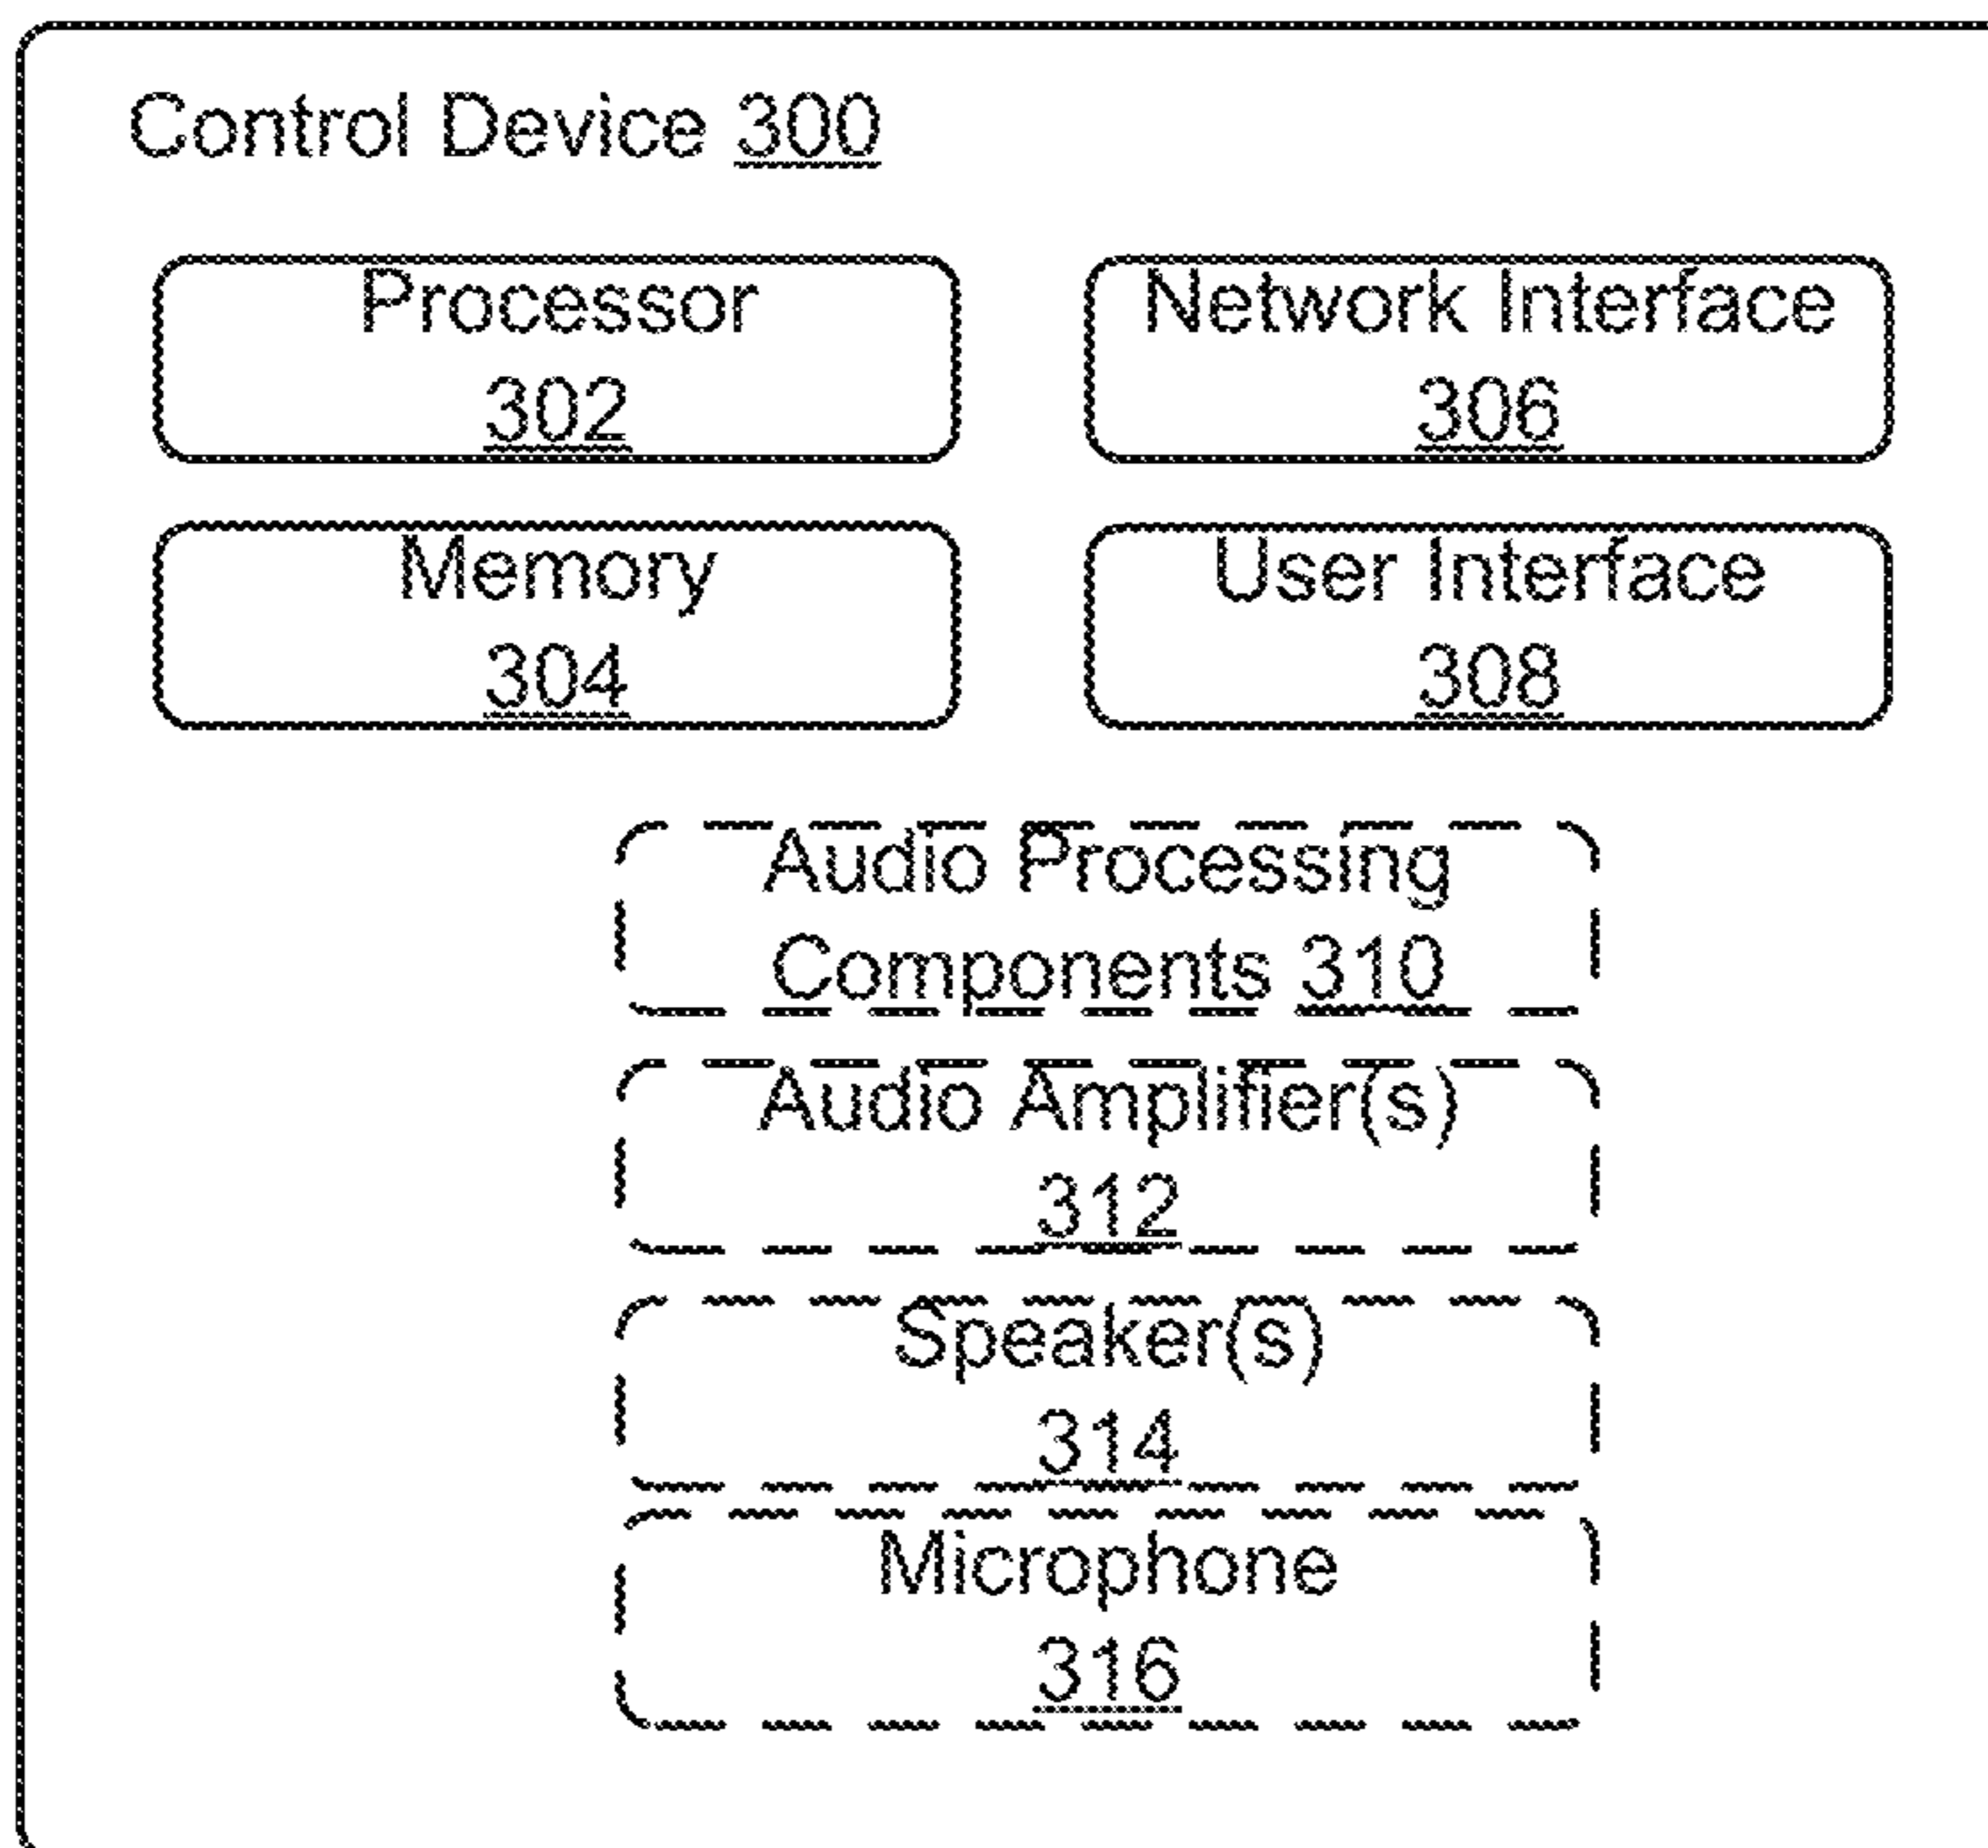 Control Device 300
Processor
302
Network Interface
306
Memory
304
User Interface
308
Audio Processing
Components 310
Audio Amplifier(s)
312
Speaker(s)
314
Microphone
316